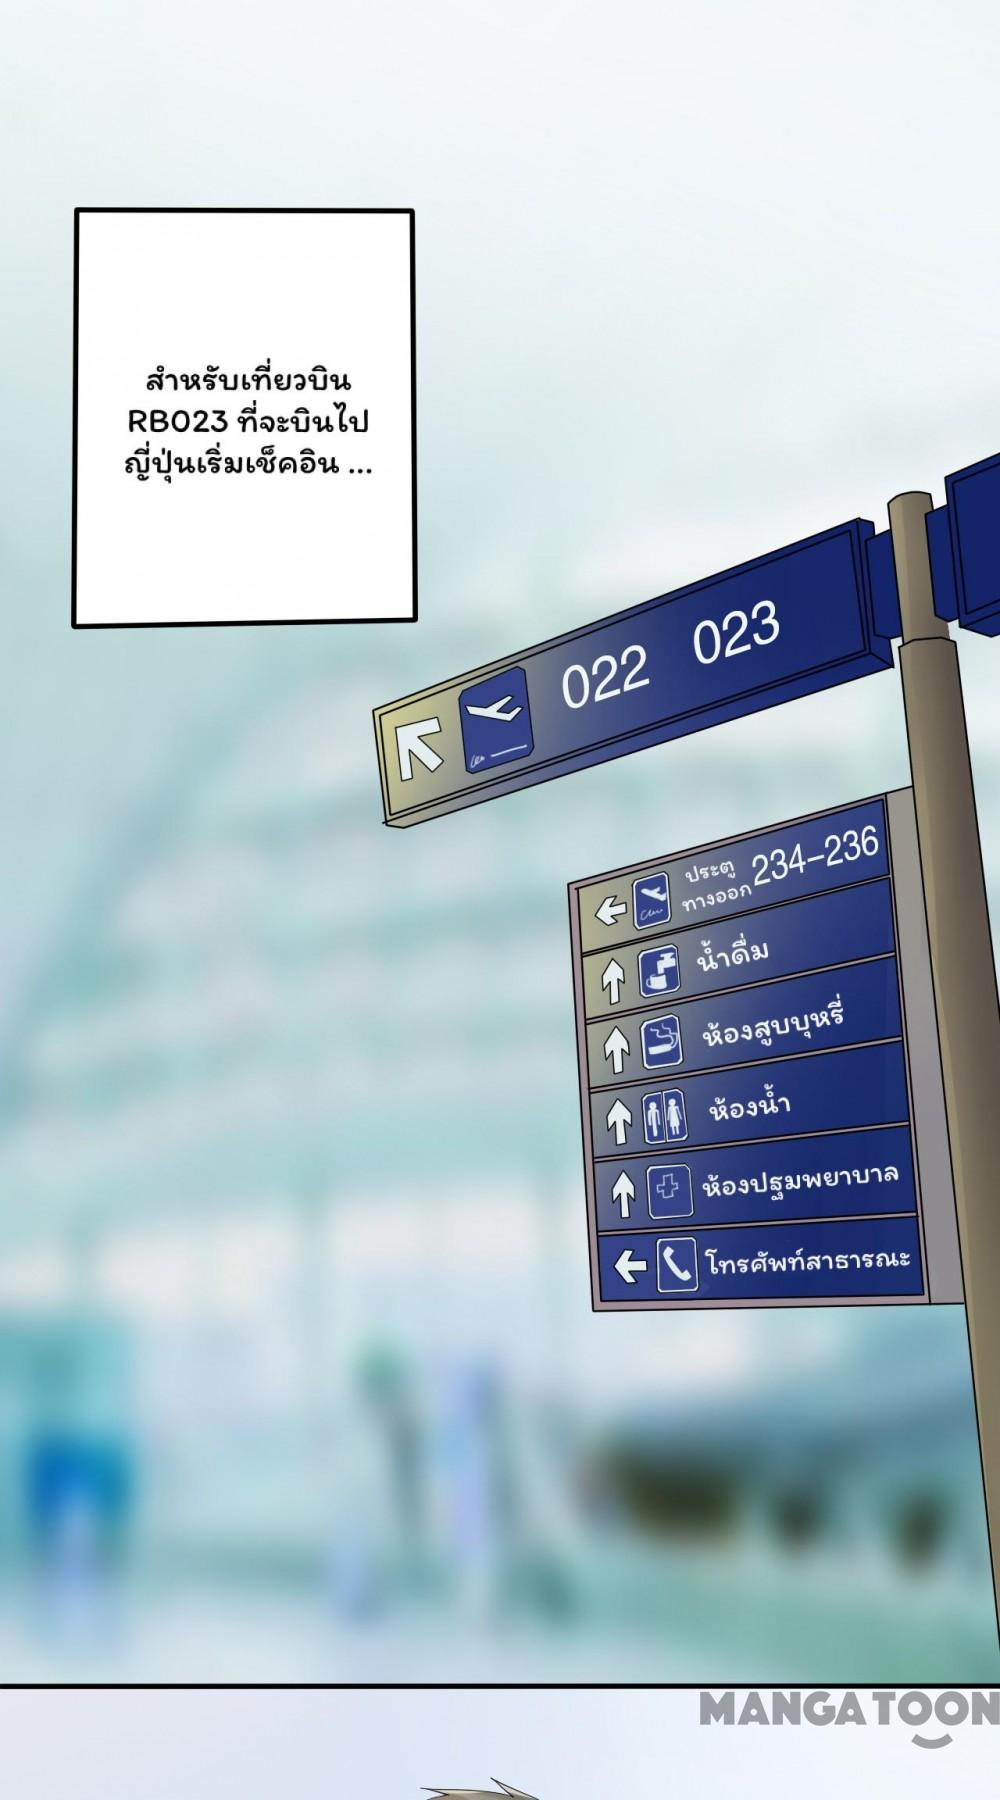 สำหรับเที่ยวบิน
RB023 ที่จะบินไป
ญี่ปุ่นเริ่มเช็คอิน ...
022 023
ประตู
ทางออก 234-236
น้ำดื่ม
ห้องสูบบุหรี่
ห้องน้ำ
ห้องปฐมพยาบาล
โทรศัพท์สาธารณะ
MANGATOON